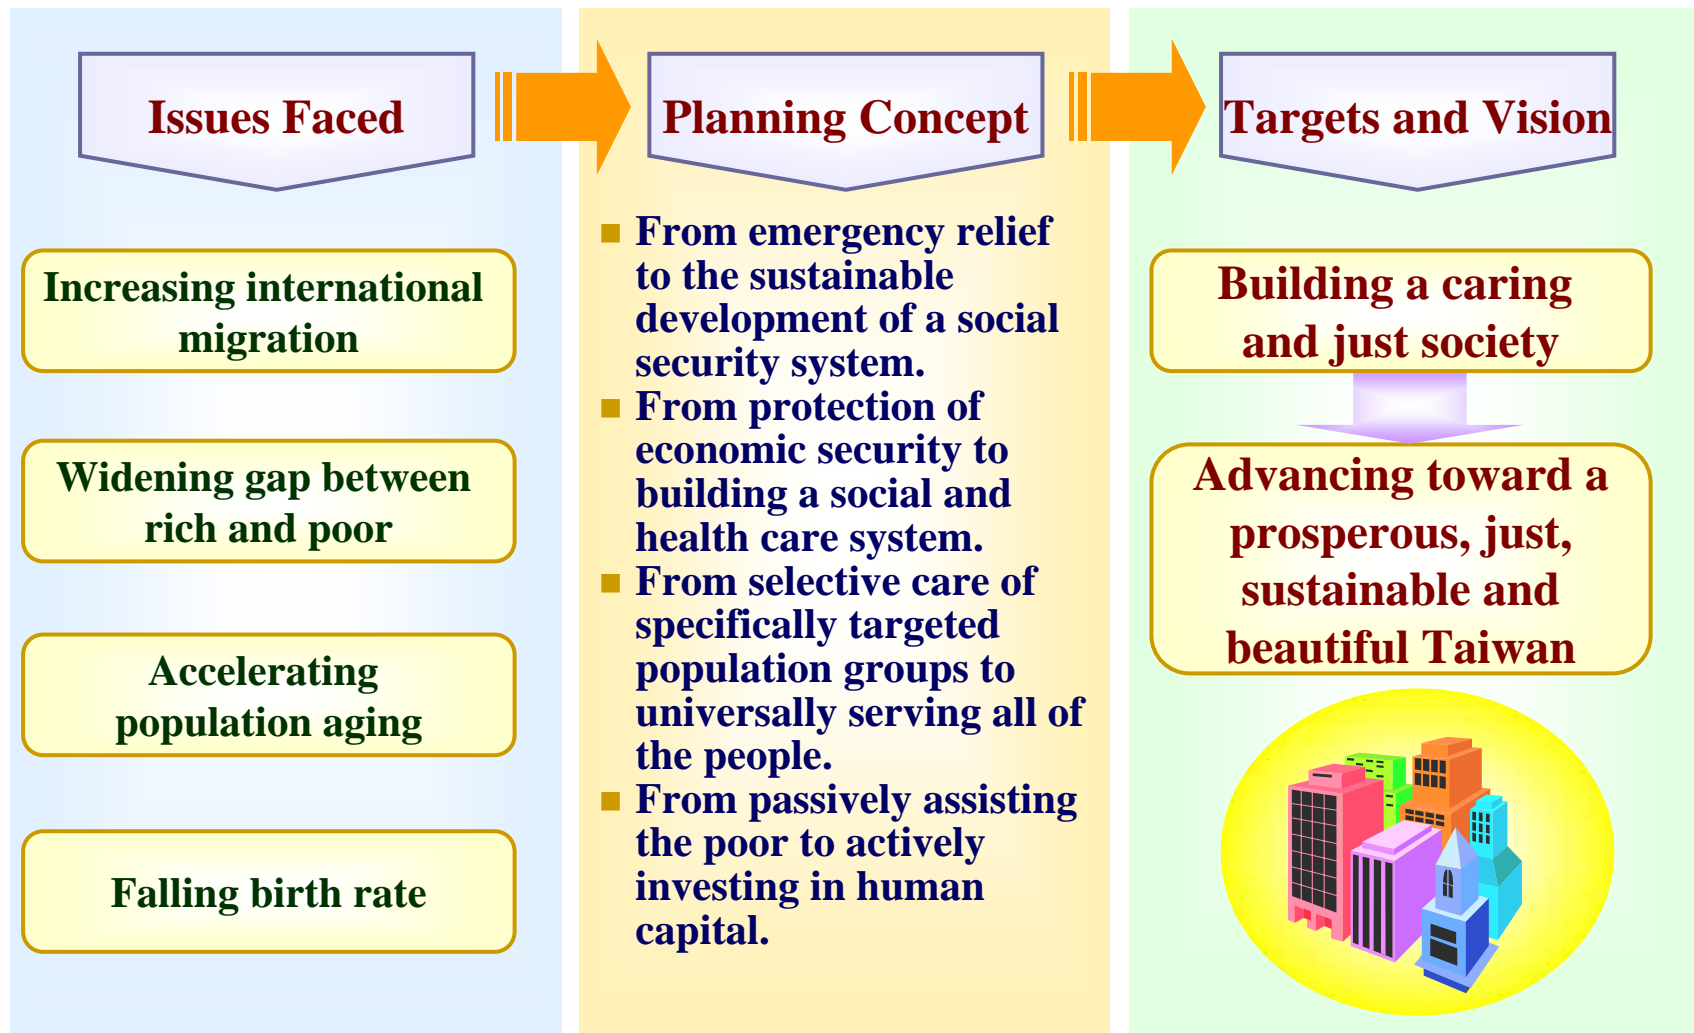 Issues Faced
Increasing international
migration
Widening gap between
rich and poor
Accelerating
population aging
Falling birth rate
Planning Concept
From emergency relief
to the sustainable
development of a social
security system.
From protection of
economic security to
building a social and
health care system.
From selective care of
specifically targeted
population groups to
universally serving all of
the people.
From passively assisting
the poor to actively
investing in human
capital.
Targets and Vision
Building a caring
and just society
Advancing toward a
prosperous, just,
sustainable and
beautiful Taiwan